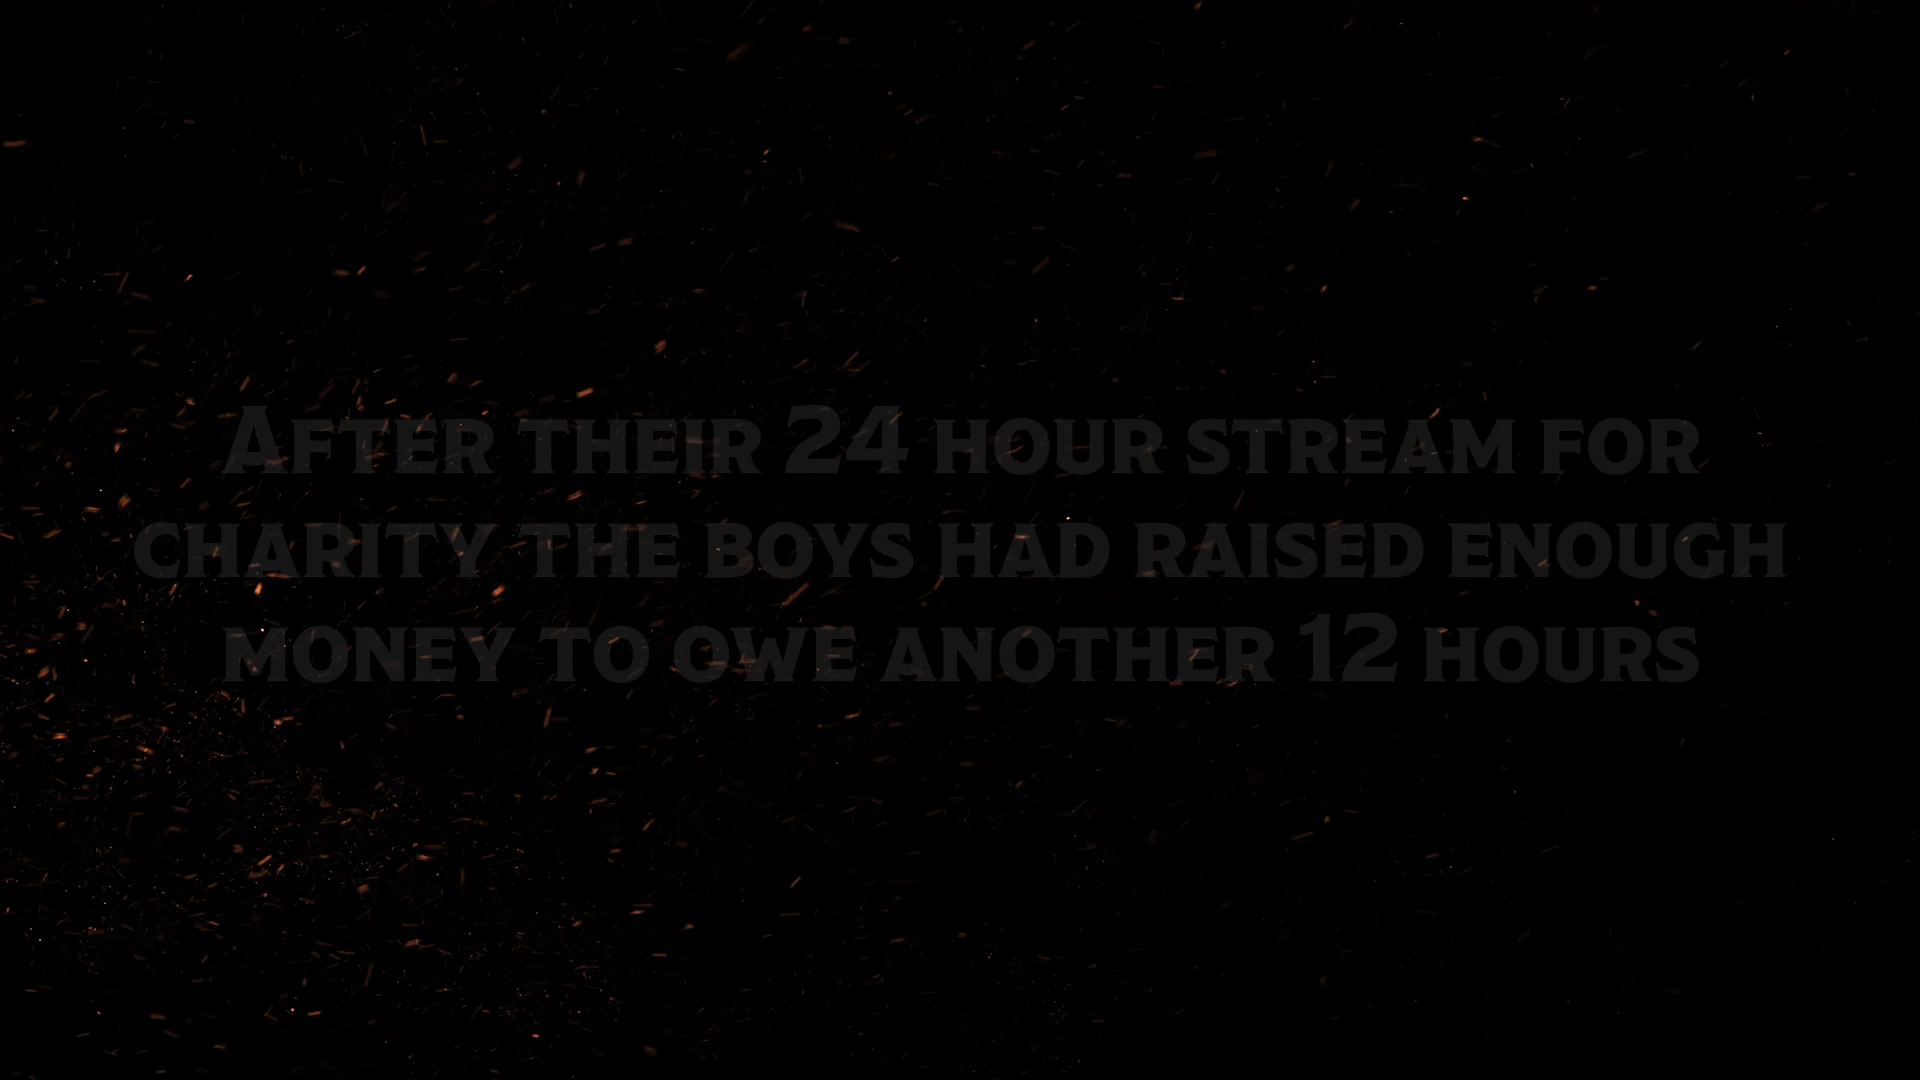 After their 24 hour stream for
charity the boys had raised enough
money to owe another 12 hours